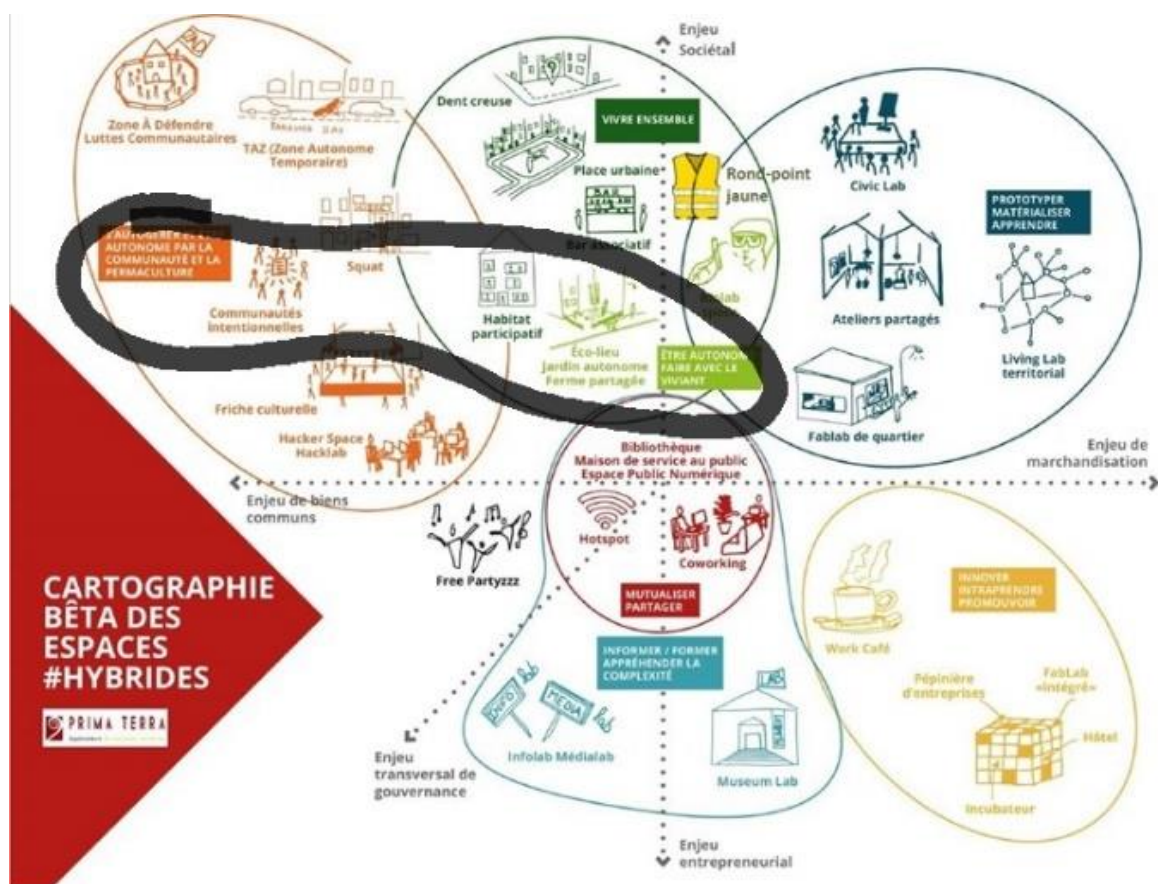 Enjeu
Sociétal
Zone À Défendre
Luttes Communautaires
TAZ (Zone Autonome
Temporaire)
Dent creuse
VIVRE ENSEMBLE
Place urbaine
Bar associatif
Rond-point
jaune
Civic Lab
PROTOTYPER
MATÉRIALISER
APPRENDRE
AUTONOME PAR LA
COMMUNAUTÉ ET LA
PERMACULTURE
Squat
Communautés
Intentionnelles
Habitat
participatif
Éco-lieu
Jardin autonome
Ferme partagée
ÊTRE AUTONOME
FAIRE AVEC LE
VIVIANT
Ateliers partagés
Living Lab
territorial
Fablab de quartier
Friche culturelle
Hacker Space
Hacklab
Bibliothèque
Maison de service au public
Espace Public Numérique
Enjeu de
marchandisation
Enjeu de biens
communs
Hotspot
Coworking
Free Partyzzz
MUTUALISER
PARTAGER
INNOVER
INTRAPRENDRE
PROMOUVOIR
Work Café
CARTOGRAPHIE
BÊTA DES
ESPACES
#HYBRIDES
PRIMA TERRA
INFORMER / FORMER
APPRÉHENDER LA
COMPLEXITÉ
INFO lab
MEDIA lab
LAB
Infolab Médialab
Museum Lab
Pépinière
d'entreprises
FabLab
«intégré»
Hôtel
Incubateur
Enjeu
transversal de
gouvernance
Enjeu
entrepreneurial